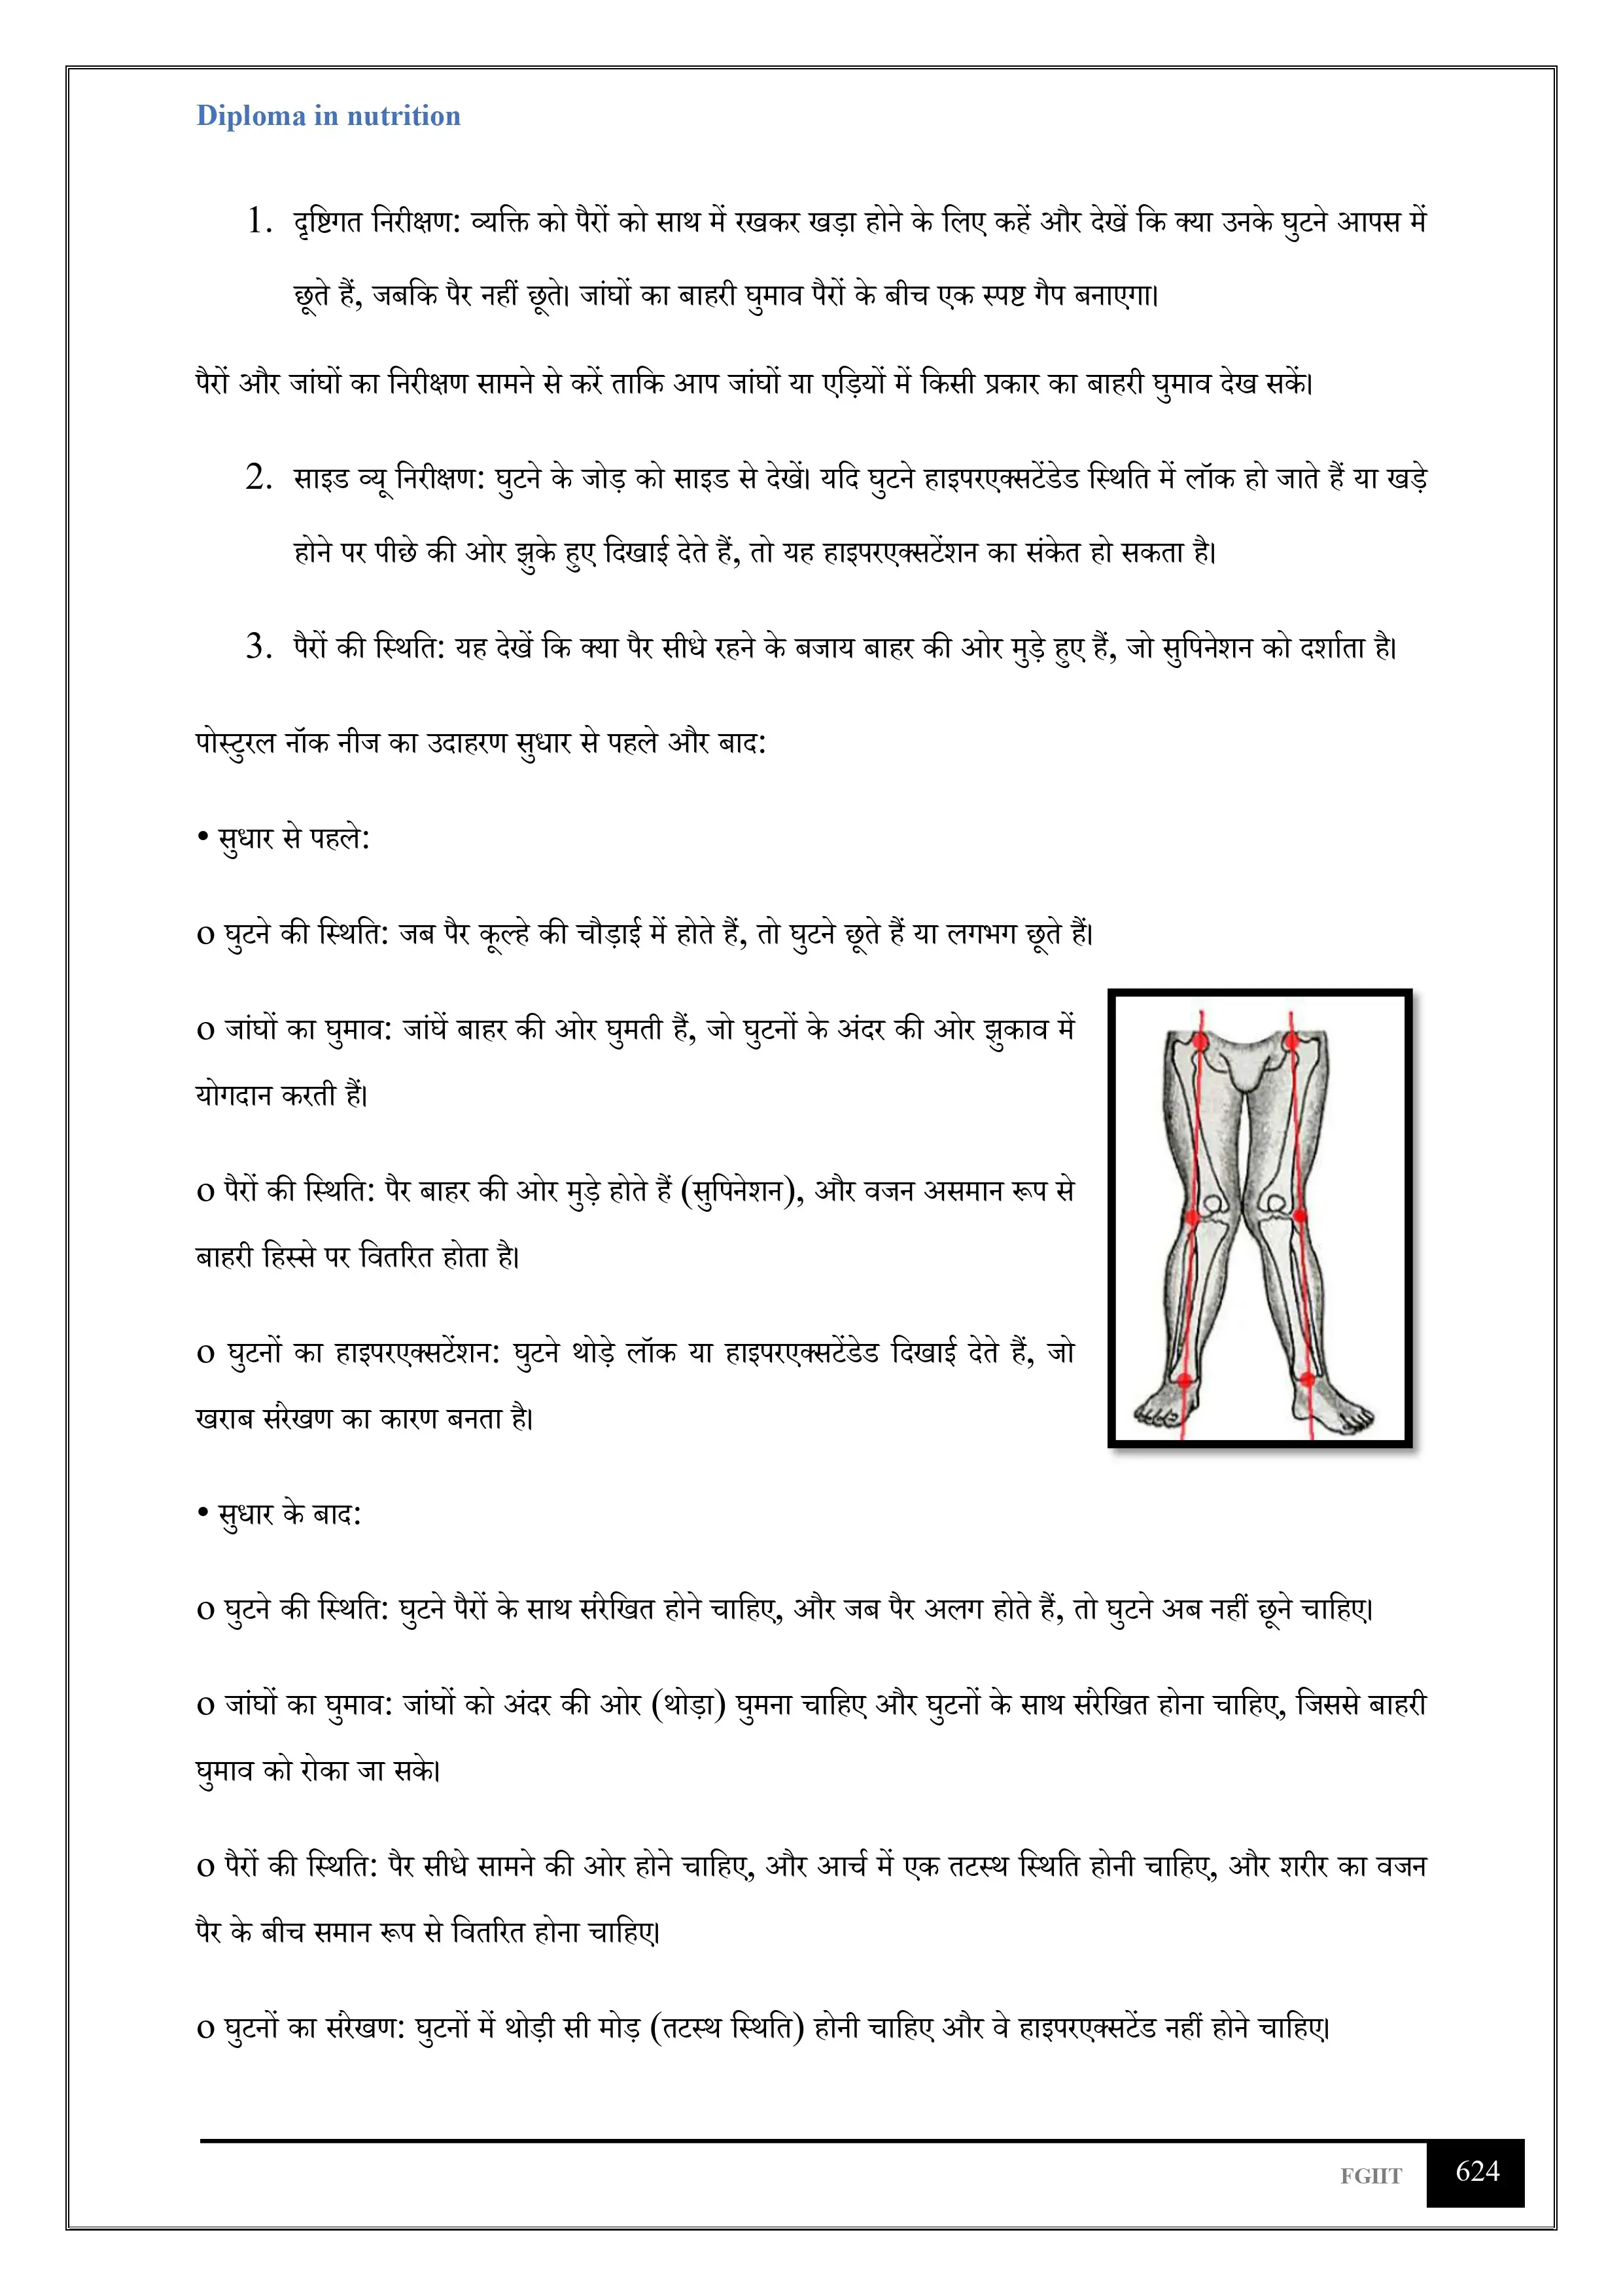 Diploma in nutrition
1. दृष्टिगत निरीक्षण: व्यक्ति को पैरों को साथ में रखकर खड़ा होने के लिए कहें और देखें कि क्या उनके घुटने आपस में
छूते हैं, जबकि पैर नहीं छूते। जांघों का बाहरी घुमाव पैरों के बीच एक स्पष्ट गैप बनाएगा।
पैरों और जांघों का निरीक्षण सामने से करें ताकि आप जांघों या एड़ियों में किसी प्रकार का बाहरी घुमाव देख सकें।
2. साइड व्यू निरीक्षण: घुटने के जोड़ को साइड से देखें। यदि घुटने हाइपरएक्सटेंडेड स्थिति में लॉक हो जाते हैं या खड़े
होने पर पीछे की ओर झुके हुए दिखाई देते हैं, तो यह हाइपरएक्सटेंशन का संकेत हो सकता है।
3. पैरों की स्थिति: यह देखें कि क्या पैर सीधे रहने के बजाय बाहर की ओर मुड़े हुए हैं, जो सुपिनेशन को दर्शाता है।
पोस्टुरल नॉक नीज का उदाहरण सुधार से पहले और बाद:
• सुधार से पहले:
o घुटने की स्थिति: जब पैर कूल्हे की चौड़ाई में होते हैं, तो घुटने छूते हैं या लगभग छूते हैं।
o जांघों का घुमाव: जांघें बाहर की ओर घुमती हैं, जो घुटनों के अंदर की ओर झुकाव में
योगदान करती हैं।
o पैरों की स्थिति: पैर बाहर की ओर मुड़े होते हैं (सुपिनेशन), और वजन असमान रूप से
बाहरी हिस्से पर वितरित होता है।
o घुटनों का हाइपरएक्सटेंशन: घुटने थोड़े लॉक या हाइपरएक्सटेंडेड दिखाई देते हैं, जो
खराब संरेखण का कारण बनता है।
• सुधार के बाद:
o घुटने की स्थिति: घुटने पैरों के साथ संरेखित होने चाहिए, और जब पैर अलग होते हैं, तो घुटने अब नहीं छूने चाहिए।
o जांघों का घुमाव: जांघों को अंदर की ओर (थोड़ा) घुमना चाहिए और घुटनों के साथ संरेखित होना चाहिए, जिससे बाहरी
घुमाव को रोका जा सके।
o पैरों की स्थिति: पैर सीधे सामने की ओर होने चाहिए, और आर्च में एक तटस्थ स्थिति होनी चाहिए, और शरीर का वजन
पैर के बीच समान रूप से वितरित होना चाहिए।
o घुटनों का संरेखण: घुटनों में थोड़ी सी मोड़ (तटस्थ स्थिति) होनी चाहिए और वे हाइपरएक्सटेंड नहीं होने चाहिए।
FGIIT 624